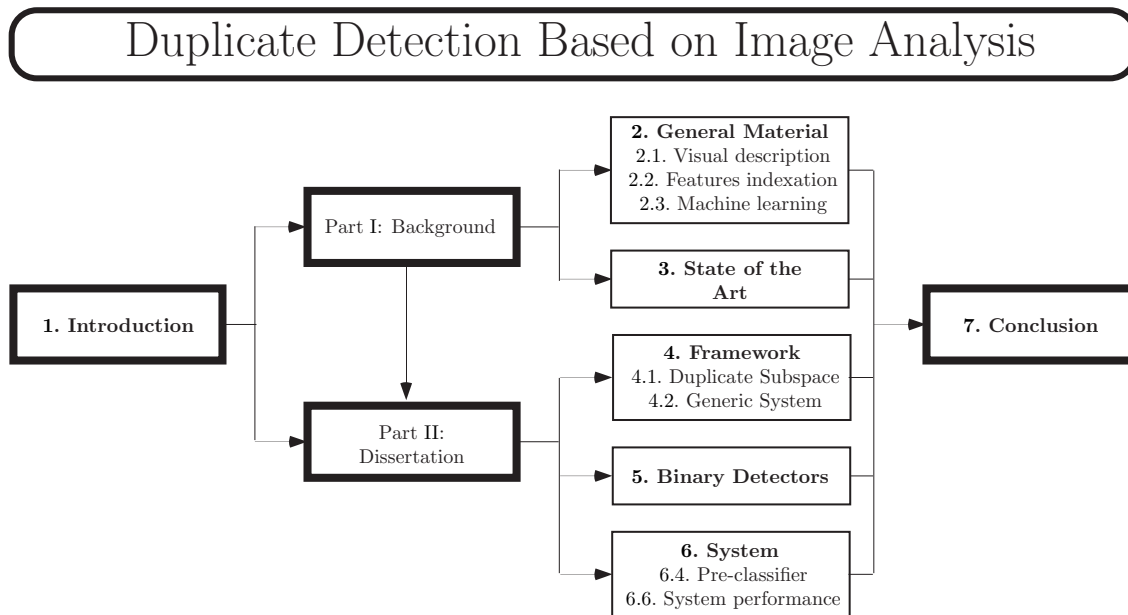 Duplicate Detection Based on Image Analysis
1. Introduction
Part I: Background
Part II:
Dissertation
2. General Material
2.1. Visual description
2.2. Features indexation
2.3. Machine learning
3. State of the
Art
4. Framework
4.1. Duplicate Subspace
4.2. Generic System
5. Binary Detectors
6. System
6.4. Pre-classifier
6.6. System performance
7. Conclusion